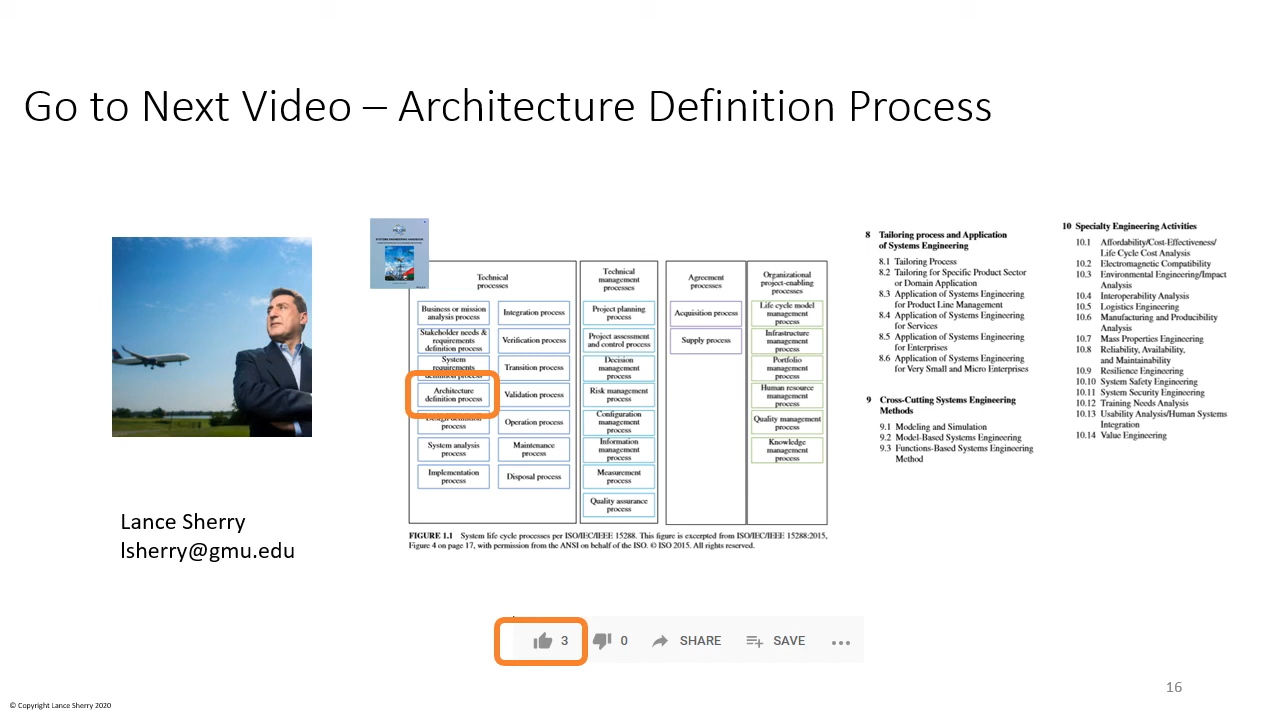 Go to Next Video – Architecture Definition Process
Lance Sherry
lsherry@gmu.edu
Technical
processes
Business or mission
analysis process
Integration process
Stakeholder needs &
requirements
definition process
Verification process
System
requirements
definition process
Transition process
Architecture
definition process
Validation process
Design definition
process
Operation process
System analysis
process
Maintenance
process
Implementation
process
Disposal process
Technical
management
processes
Project planning
process
Project assessment
and control process
Decision
management
process
Risk management
process
Configuration
management
process
Information
management
process
Measurement
process
Quality assurance
process
Agreement
processes
Acquisition process
Supply process
Organizational
project-enabling
processes
Life cycle model
management
process
Infrastructure
management
process
Portfolio
management
process
Human resource
management
process
Quality management
process
Knowledge
management
process
FIGURE 1.1 System life cycle processes per ISO/IEC/IEEE 15288. This figure is excerpted from ISO/IEC/IEEE 15288:2015,
Figure 4 on page 17, with permission from the ANSI on behalf of the ISO. © ISO 2015. All rights reserved.
8 Tailoring process and Application
of Systems Engineering
8.1 Tailoring Process
8.2 Tailoring for Specific Product Sector
or Domain Application
8.3 Application of Systems Engineering
for Product Line Management
8.4 Application of Systems Engineering
for Services
8.5 Application of Systems Engineering
for Enterprises
8.6 Application of Systems Engineering
for Very Small and Micro Enterprises
9 Cross-Cutting Systems Engineering
Methods
9.1 Modeling and Simulation
9.2 Model-Based Systems Engineering
9.3 Functions-Based Systems Engineering
Method
10 Specialty Engineering Activities
10.1 Affordability/Cost-Effectiveness/
Life Cycle Cost Analysis
10.2 Electromagnetic Compatibility
10.3 Environmental Engineering/Impact
Analysis
10.4 Interoperability Analysis
10.5 Logistics Engineering
10.6 Manufacturing and Producibility
Analysis
10.7 Mass Properties Engineering
10.8 Reliability, Availability,
and Maintainability
10.9 Resilience Engineering
10.10 System Safety Engineering
10.11 System Security Engineering
10.12 Training Needs Analysis
10.13 Usability Analysis/Human Systems
Integration
10.14 Value Engineering
3 0 SHARE SAVE
16
© Copyright Lance Sherry 2020